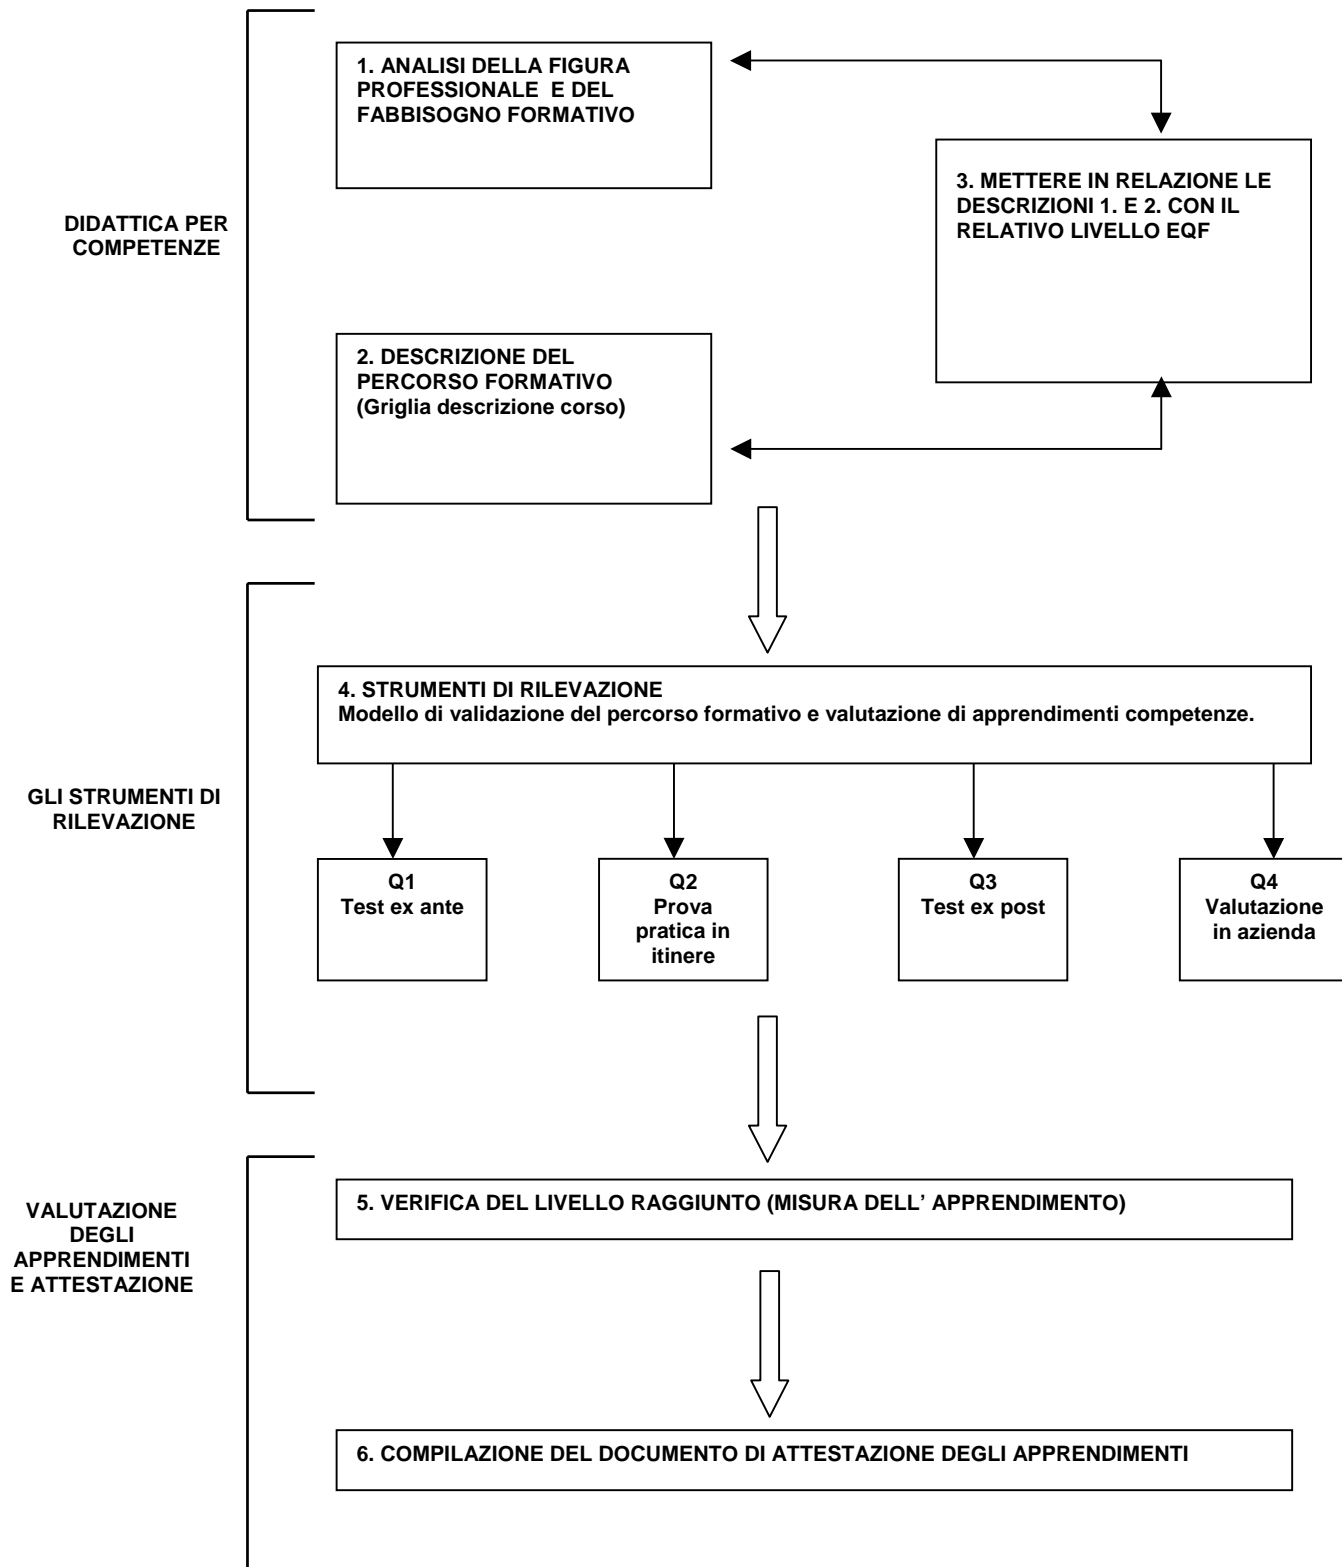 DIDATTICA PER
COMPETENZE
1. ANALISI DELLA FIGURA
PROFESSIONALE E DEL
FABBISOGNO FORMATIVO
3. METTERE IN RELAZIONE LE
DESCRIZIONI 1. E 2. CON IL
RELATIVO LIVELLO EQF
2. DESCRIZIONE DEL
PERCORSO FORMATIVO
(Griglia descrizione corso)
GLI STRUMENTI DI
RILEVAZIONE
4. STRUMENTI DI RILEVAZIONE
Modello di validazione del percorso formativo e valutazione di apprendimenti competenze.
Q1
Test ex ante
Q2
Prova
pratica in
itinere
Q3
Test ex post
Q4
Valutazione
in azienda
VALUTAZIONE
DEGLI
APPRENDIMENTI
E ATTESTAZIONE
5. VERIFICA DEL LIVELLO RAGGIUNTO (MISURA DELL’ APPRENDIMENTO)
6. COMPILAZIONE DEL DOCUMENTO DI ATTESTAZIONE DEGLI APPRENDIMENTI